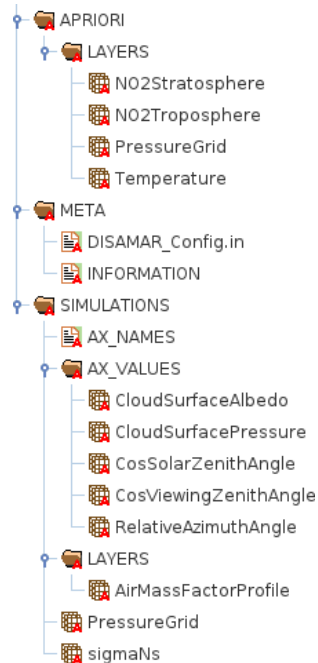 APRIORI
LAYERS
NO2Stratosphere
NO2Troposphere
PressureGrid
Temperature
META
DISAMAR_Config.in
INFORMATION
SIMULATIONS
AX_NAMES
AX_VALUES
CloudSurfaceAlbedo
CloudSurfacePressure
CosSolarZenithAngle
CosViewingZenithAngle
RelativeAzimuthAngle
LAYERS
AirMassFactorProfile
PressureGrid
sigmaNs